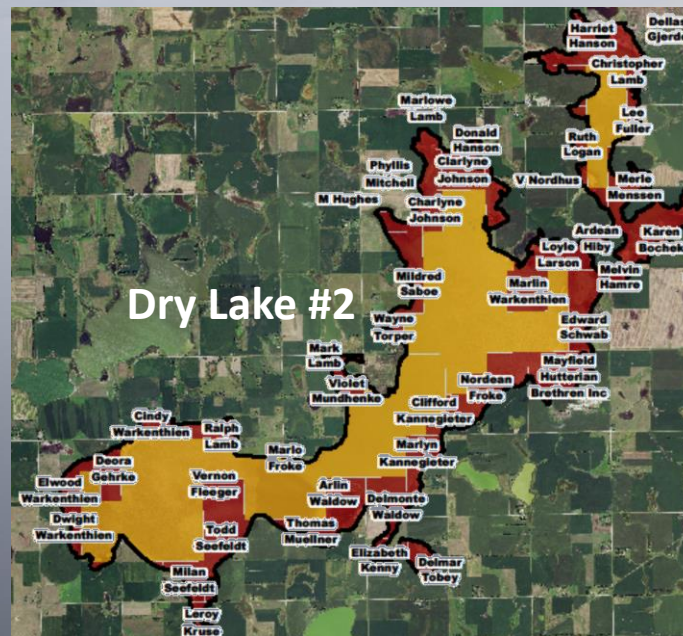 Harriet
Hanson
Dellas
Gjerde
Christopher
Lamb
Lee
Fuller
Marlowe
Lamb
Donald
Hanson
Ruth
Logan
Clarlyne
Johnson
Phyllis
Mitchell
V Nordhus
Merle
Menssen
M Hughes
Charlyne
Johnson
Ardean
Hiby
Karen
Bochek
Loyle
Larson
Melvin
Hamre
Mildred
Saboe
Marlin
Warkenthien
Dry Lake #2
Wayne
Torper
Edward
Schwab
Mark
Lamb
Mayfield
Hutterian
Brethren Inc
Violet
Mundhenke
Nordean
Froke
Clifford
Kannegieter
Cindy
Warkenthien
Ralph
Lamb
Marlo
Froke
Marlyn
Kannegieter
Deora
Gehrke
Vernon
Fleeger
Elwood
Warkenthien
Arlin
Waldow
Delmonte
Waldow
Dwight
Warkenthien
Todd
Seefeldt
Thomas
Muellner
Elizabeth
Kenny
Delmar
Tobey
Milan
Seefeldt
Leroy
Kruse